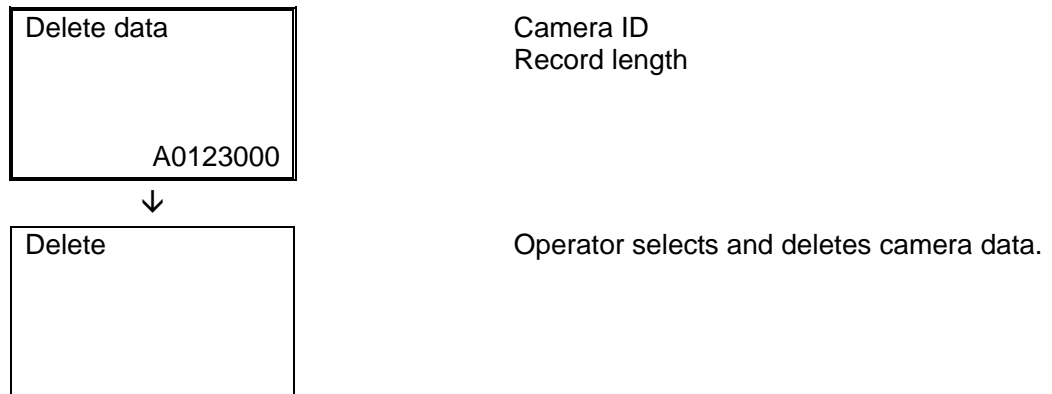 Delete data
Camera ID
Record length
A0123000
Delete
Operator selects and deletes camera data.